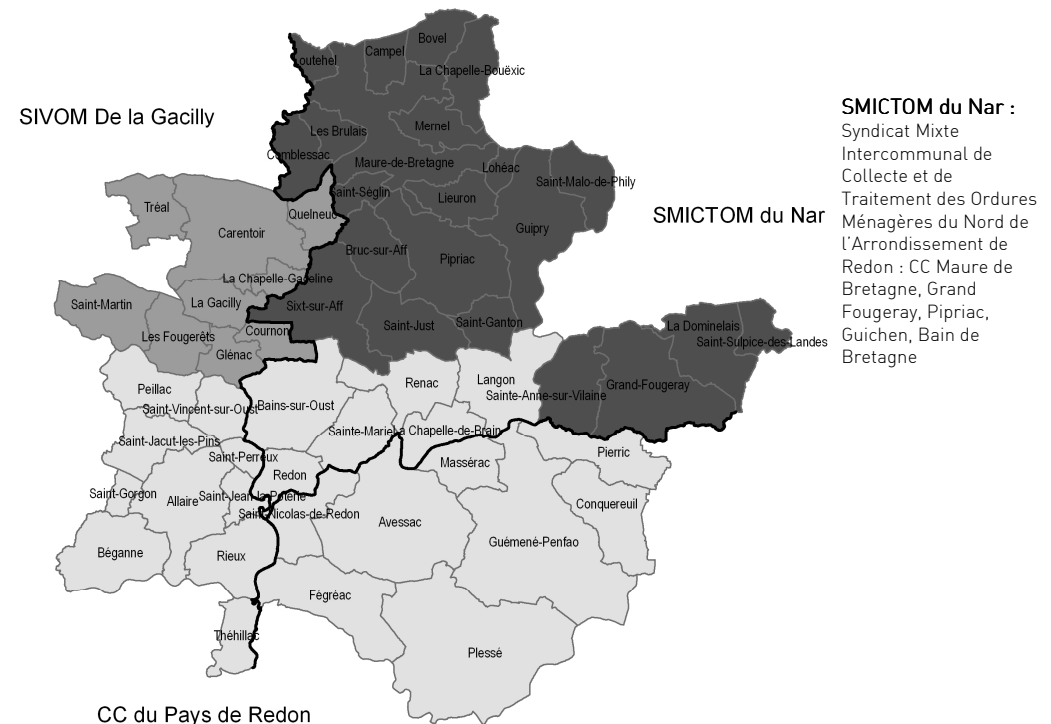 Bovel
Campel
Loutehel
La Chapelle-Bouëxic
SIVOM De la Gacilly
SMICTOM du Nar :
Syndicat Mixte
Intercommunal de
Collecte et de
Traitement des Ordures
Ménagères du Nord de
l'Arrondissement de
Redon : CC Maure de
Bretagne, Grand
Fougeray, Pipriac,
Guichen, Bain de
Bretagne
Mernel
Les Brulais
Comblessac
Maure-de-Bretagne
Lohéac
Saint-Malo-de-Phily
Saint-Séglin
Lieuron
Tréal
Quelneuc
SMICTOM du Nar
Carentoir
Guipry
Bruc-sur-Aff
Pipriac
La Chapelle-Gaceline
Saint-Martin
La Gacilly
Sixt-sur-Aff
Saint-Just
Saint-Ganton
La Dominelais
Cournon
Les Fougerêts
Saint-Sulpice-des-Landes
Glénac
Peillac
Renac
Langon
Grand-Fougeray
Sainte-Anne-sur-Vilaine
Saint-Vincent-sur-Oust
Bains-sur-Oust
Sainte-Marie
La Chapelle-de-Brain
Saint-Jacut-les-Pins
Saint-Perreux
Massérac
Pierric
Redon
Saint-Gorgon
Allaire
Saint-Jean-la-Poterie
Conquereuil
Saint-Nicolas-de-Redon
Avessac
Guémené-Penfao
Béganne
Rieux
Fégréac
Théhillac
Plessé
CC du Pays de Redon